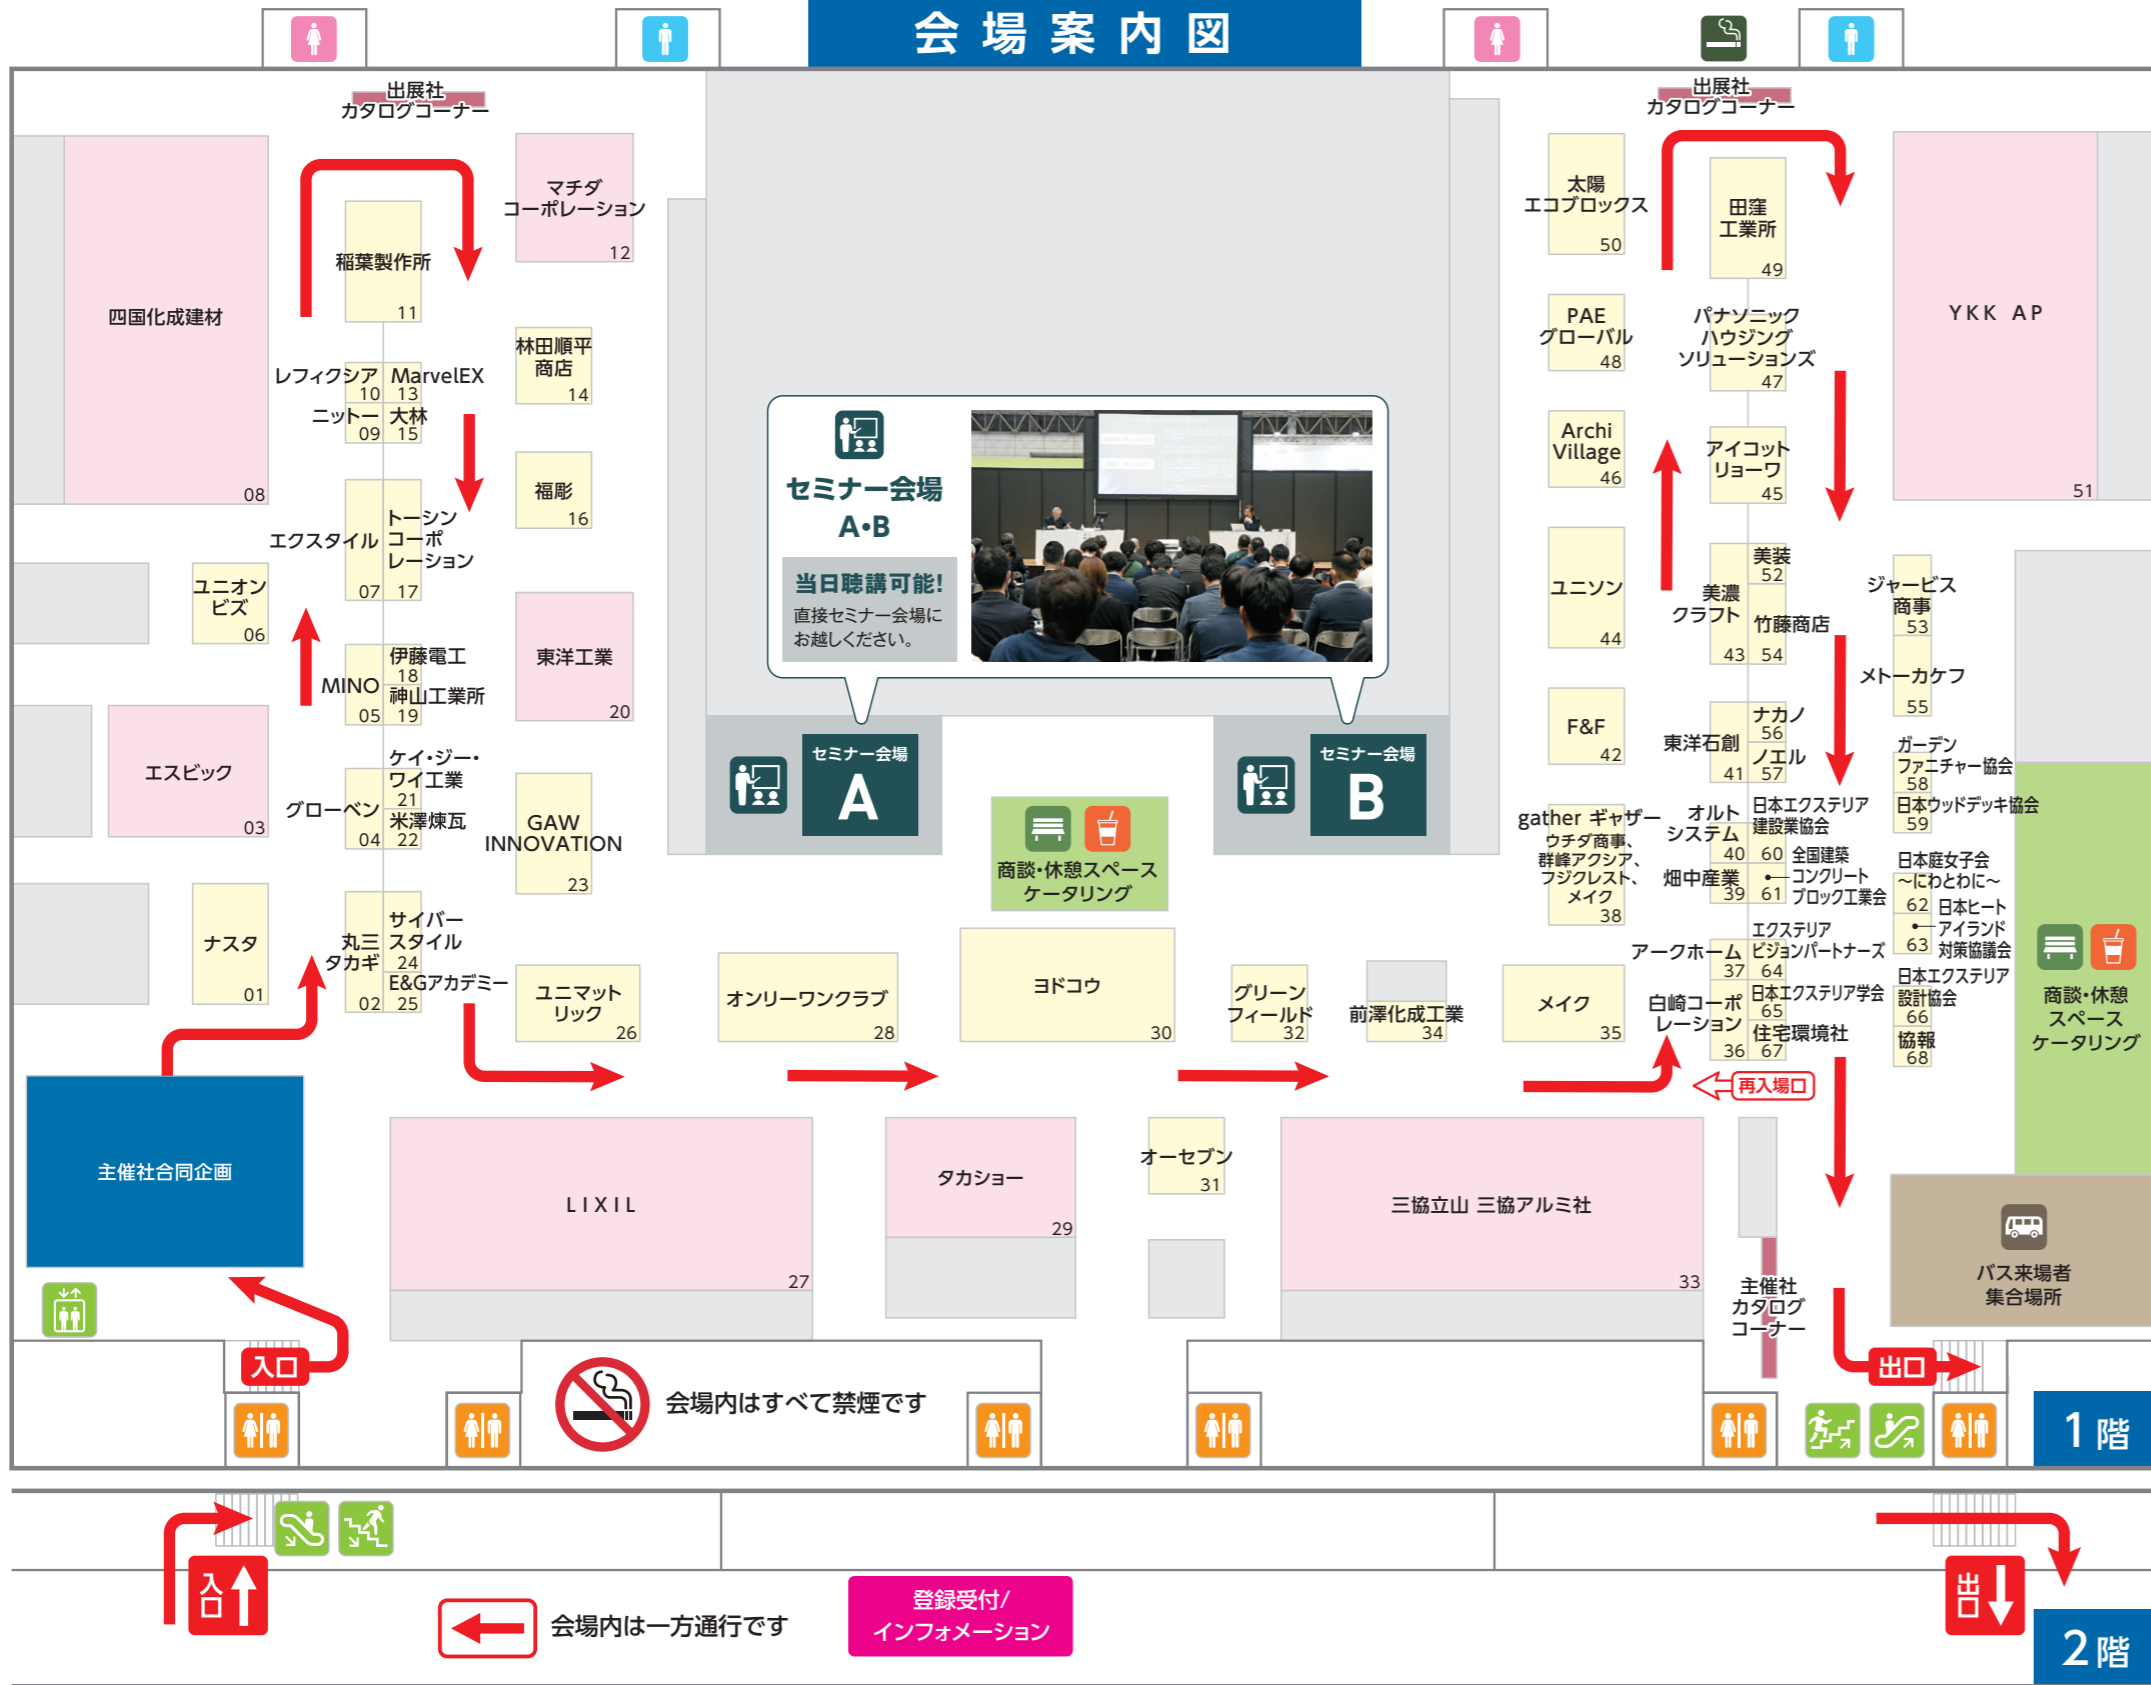 会場案内図
出展社
カタログコーナー
四国化成建材
08
稲葉製作所
11
マチダ
コーポレーション
12
レフィクシア
10
MarvelEX
13
ニットー
09
大林
15
林田順平
商店
14
福彫
16
エクスタイル
07
トーシン
コーポ
レーション
17
ユニオン
ビズ
06
MINO
05
伊藤電工
18
神山工業所
19
東洋工業
20
エスビック
03
グローベン
04
ケイ・ジー・
ワイ工業
21
米澤煉瓦
22
GAW
INNOVATION
23
ナスタ
01
丸三
タカギ
02
サイバー
スタイル
24
E&Gアカデミー
25
ユニマット
リック
26
主催社合同企画
入口
セミナー会場
A・B
当日聴講可能!
直接セミナー会場に
お越しください。
セミナー会場
A
セミナー会場
B
商談・休憩スペース
ケータリング
オンリーワンクラブ
28
ヨドコウ
30
グリーン
フィールド
32
前澤化成工業
34
メイク
35
LIXIL
27
タカショー
29
オーセブン
31
三協立山 三協アルミ社
33
出展社
カタログコーナー
太陽
エコブロックス
50
田窪
工業所
49
YKK AP
51
PAE
グローバル
48
パナソニック
ハウジング
ソリューションズ
47
Archi
Village
46
アイコット
リョーワ
45
ユニソン
44
美濃
クラフト
43
美装
52
竹藤商店
54
ジャービス
商事
53
メトーカケフ
55
F&F
42
東洋石創
41
ナカノ
56
ノエル
57
ガーデン
ファニチャー協会
58
日本ウッドデッキ協会
59
gather ギャザー
ウチダ商事、
群峰アクシア、
フジクレスト、
メイク
38
オルト
システム
40
日本エクステリア
建設業協会
60
畑中産業
39
全国建築
コンクリート
ブロック工業会
61
日本庭女子会
〜にわとわに〜
62
日本ヒート
アイランド
対策協議会
63
アークホーム
37
エクステリア
ビジョンパートナーズ
64
白崎コーポ
レーション
36
日本エクステリア学会
65
住宅環境社
67
日本エクステリア
設計協会
66
協報
68
商談・休憩
スペース
ケータリング
再入場口
主催社
カタログ
コーナー
バス来場者
集合場所
出口
会場内はすべて禁煙です
1階
入口
会場内は一方通行です
登録受付/
インフォメーション
出口
2階